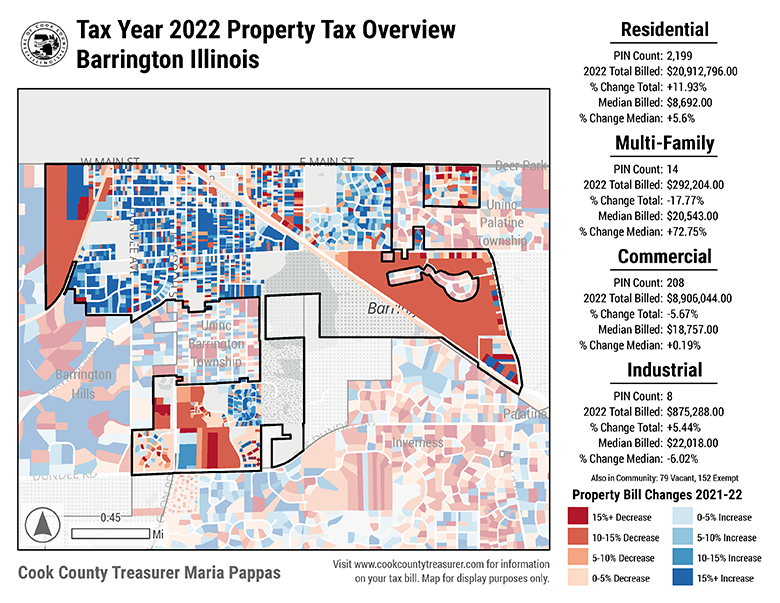 Tax Year 2022 Property Tax Overview
Barrington Illinois
W MAIN ST
E MAIN ST
Deer Park
Uninc
Palatine
Township
Uninc
Barrington
Township
Barrington
Hills
Inverness
Palatine
DUNDEE RD
0:45
Mi
Cook County Treasurer Maria Pappas
Visit www.cookcountytreasurer.com for information
on your tax bill. Map for display purposes only.
Residential
PIN Count: 2,199
2022 Total Billed: $20,912,796.00
% Change Total: +11.93%
Median Billed: $8,692.00
% Change Median: +5.6%
Multi-Family
PIN Count: 14
2022 Total Billed: $292,204.00
% Change Total: -17.77%
Median Billed: $20,543.00
% Change Median: +72.75%
Commercial
PIN Count: 208
2022 Total Billed: $8,906,044.00
% Change Total: -5.67%
Median Billed: $18,757.00
% Change Median: +0.19%
Industrial
PIN Count: 8
2022 Total Billed: $875,288.00
% Change Total: +5.44%
Median Billed: $22,018.00
% Change Median: -6.02%
Also in Community: 79 Vacant, 152 Exempt
Property Bill Changes 2021-22
15%+ Decrease
10-15% Decrease
5-10% Decrease
0-5% Decrease
0-5% Increase
5-10% Increase
10-15% Increase
15%+ Increase